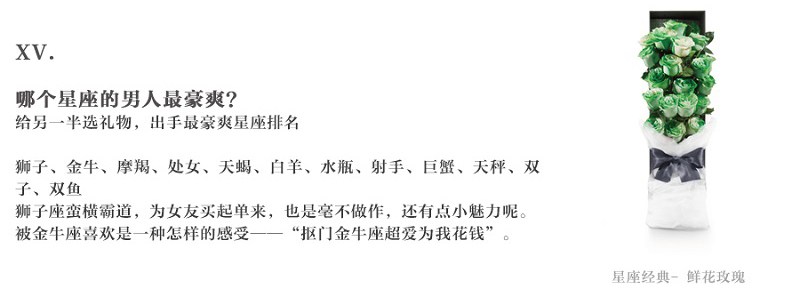 XV.
哪个星座的男人最豪爽？
给另一半选礼物，出手最豪爽星座排名
狮子、金牛、摩羯、处女、天蝎、白羊、水瓶、射手、巨蟹、天秤、双
子、双鱼
狮子座蛮横霸道，为女友买起单来，也是毫不做作，还有点小魅力呢。
被金牛座喜欢是一种怎样的感受——“抠门金牛座超爱为我花钱”。
星座经典- 鲜花玫瑰